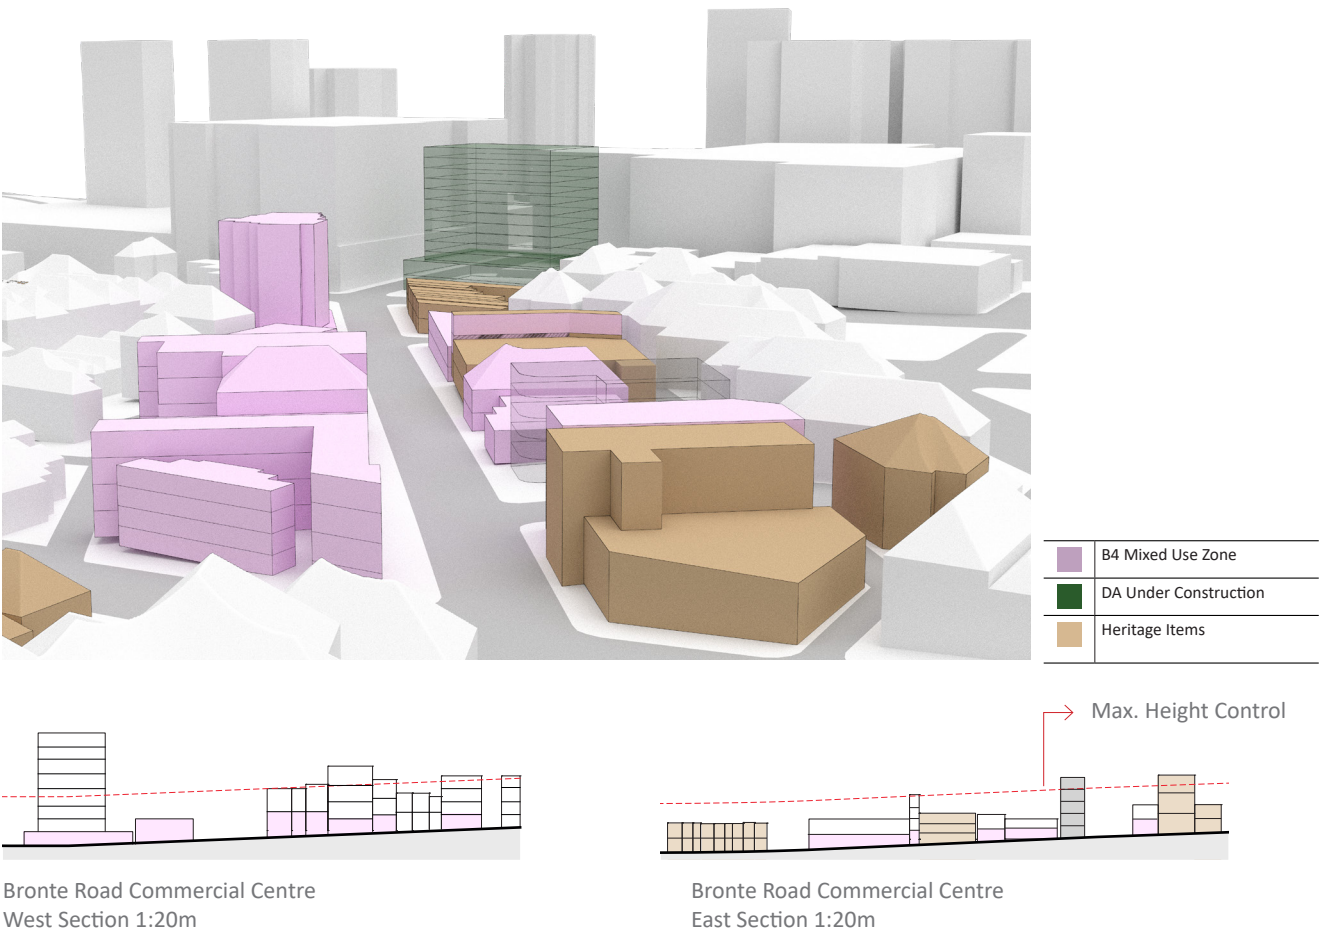 B4 Mixed Use Zone
DA Under Construction
Heritage Items
Max. Height Control
Bronte Road Commercial Centre
West Section 1:20m
Bronte Road Commercial Centre
East Section 1:20m